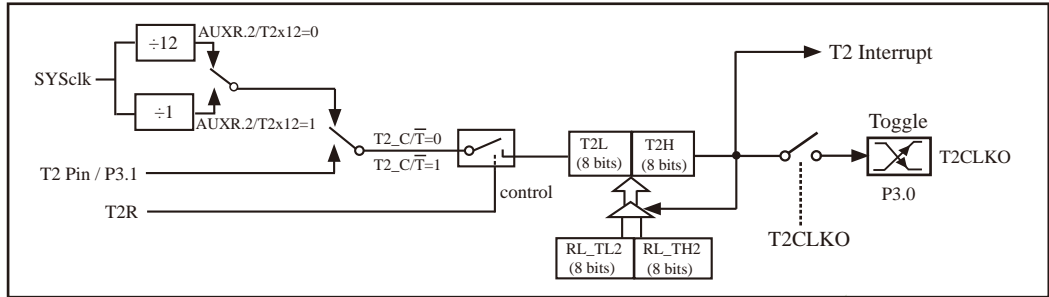 ÷12
AUXR.2/T2x12=0
SYSclk
÷1
AUXR.2/T2x12=1
T2_C/T̅=0
T2_C/T̅=1
T2 Pin / P3.1
T2R
control
T2L
(8 bits)
T2H
(8 bits)
RL_TL2
(8 bits)
RL_TH2
(8 bits)
T2 Interrupt
Toggle
T2CLKO
P3.0
T2CLKO